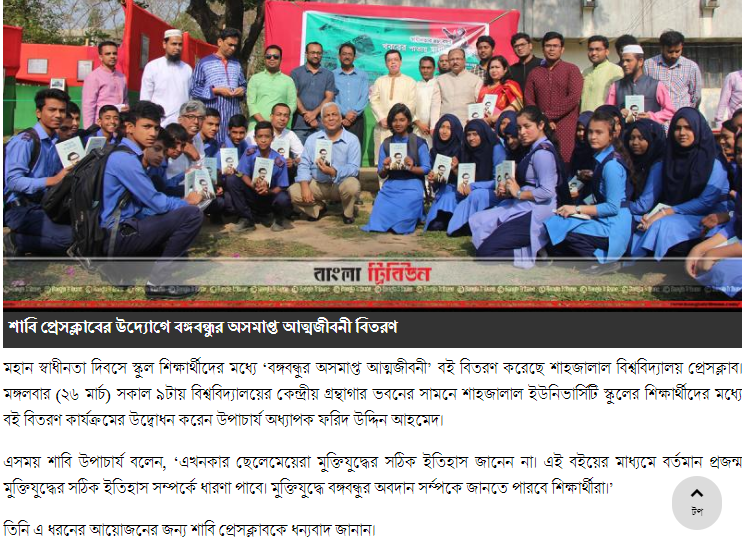 বাংলা ট্রিবিউন
শাবি প্রেসক্লাবের উদ্যোগে বঙ্গবন্ধুর অসমাপ্ত আত্মজীবনী বিতরণ
মহান স্বাধীনতা দিবসে স্কুল শিক্ষার্থীদের মধ্যে ‘বঙ্গবন্ধুর অসমাপ্ত আত্মজীবনী’ বই বিতরণ করেছে শাহজালাল বিশ্ববিদ্যালয় প্রেসক্লাব।
মঙ্গলবার (২৬ মার্চ) সকাল ৯টায় বিশ্ববিদ্যালয়ের কেন্দ্রীয় গ্রন্থাগার ভবনের সামনে শাহজালাল ইউনিভার্সিটি স্কুলের শিক্ষার্থীদের মধ্যে
বই বিতরণ কার্যক্রমের উদ্বোধন করেন উপাচার্য অধ্যাপক ফরিদ উদ্দিন আহমেদ।
এসময় শাবি উপাচার্য বলেন, ‘এখনকার ছেলেমেয়েরা মুক্তিযুদ্ধের সঠিক ইতিহাস জানেন না। এই বইয়ের মাধ্যমে বর্তমান প্রজন্ম
মুক্তিযুদ্ধের সঠিক ইতিহাস সম্পর্কে ধারণা পাবে। মুক্তিযুদ্ধে বঙ্গবন্ধুর অবদান সর্ম্পকে জানতে পারবে শিক্ষার্থীরা।’
টপ
তিনি এ ধরনের আয়োজনের জন্য শাবি প্রেসক্লাবকে ধন্যবাদ জানান।